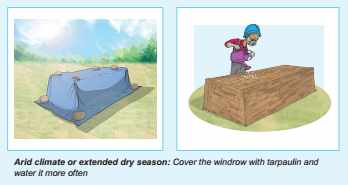 Arid climate or extended dry season: Cover the windrow with tarpaulin and
water it more often